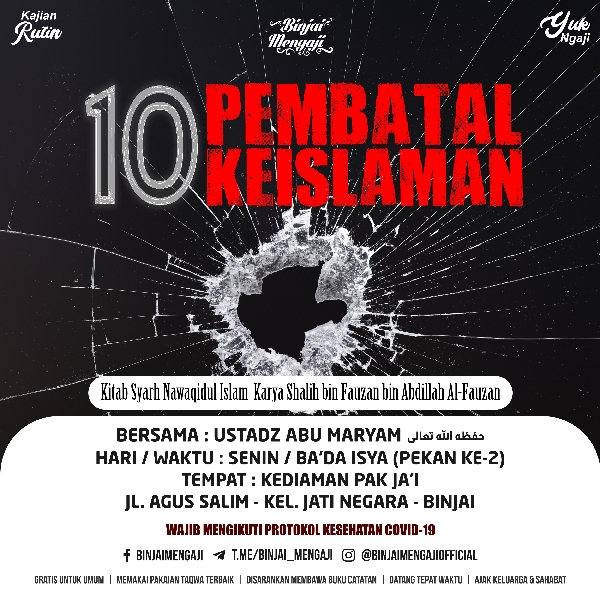 Kajian
Rutin
Binjai
Mengaji
Yuk
Ngaji
10 PEMBATAL
KEISLAMAN
Kitab Syarh Nawaqidul Islam Karya Shalih bin Fauzan bin Abdillah Al-Fauzan
BERSAMA : USTADZ ABU MARYAM حفظه الله تعالى
HARI / WAKTU : SENIN / BA'DA ISYA (PEKAN KE-2)
TEMPAT : KEDIAMAN PAK JA'I
JL. AGUS SALIM - KEL. JATI NEGARA - BINJAI
WAJIB MENGIKUTI PROTOKOL KESEHATAN COVID-19
BINJAIMENGAJI T.ME/BINJAI_MENGAJI @BINJAIMENGAJIOFFICIAL
GRATIS UNTUK UMUM | MEMAKAI PAKAIAN TAQWA TERBAIK | DISARANKAN MEMBAWA BUKU CATATAN | DATANG TEPAT WAKTU | AJAK KELUARGA & SAHABAT